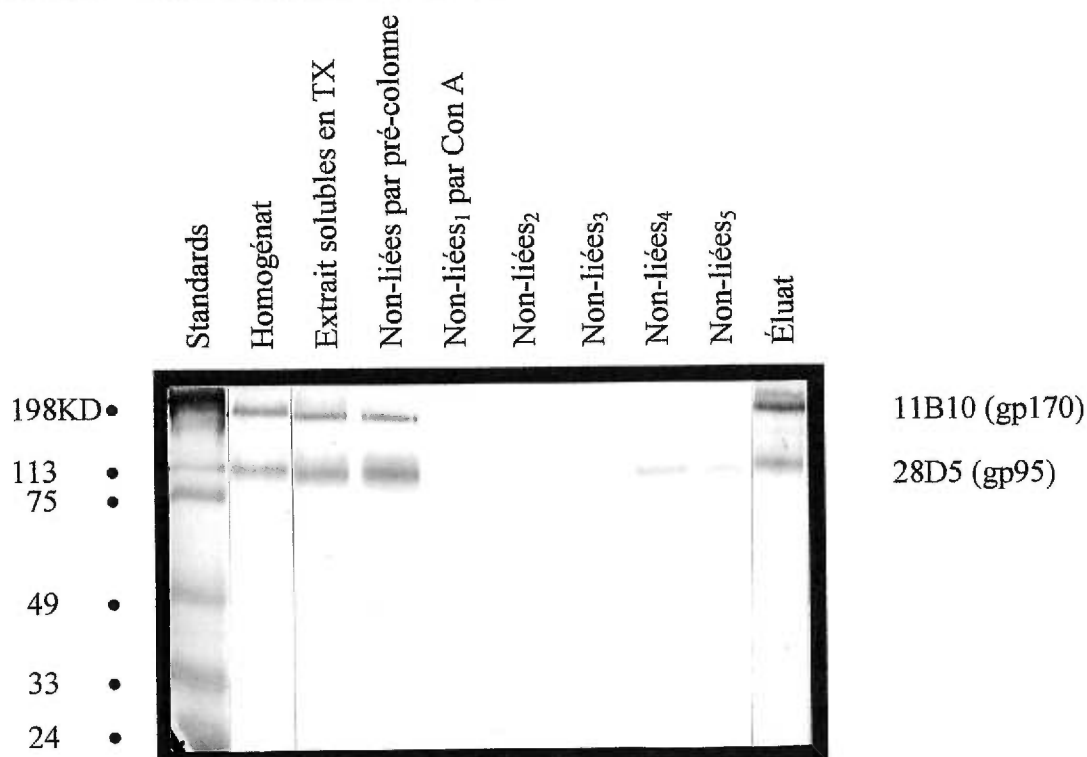 Standards
Homogénat
Extrait solubles en TX
Non-liées par pré-colonne
Non-liées₁ par Con A
Non-liées₂
Non-liées₃
Non-liées₄
Non-liées₅
Éluat
198KD •
113 •
75 •
49 •
33 •
24 •
11B10 (gp170)
28D5 (gp95)